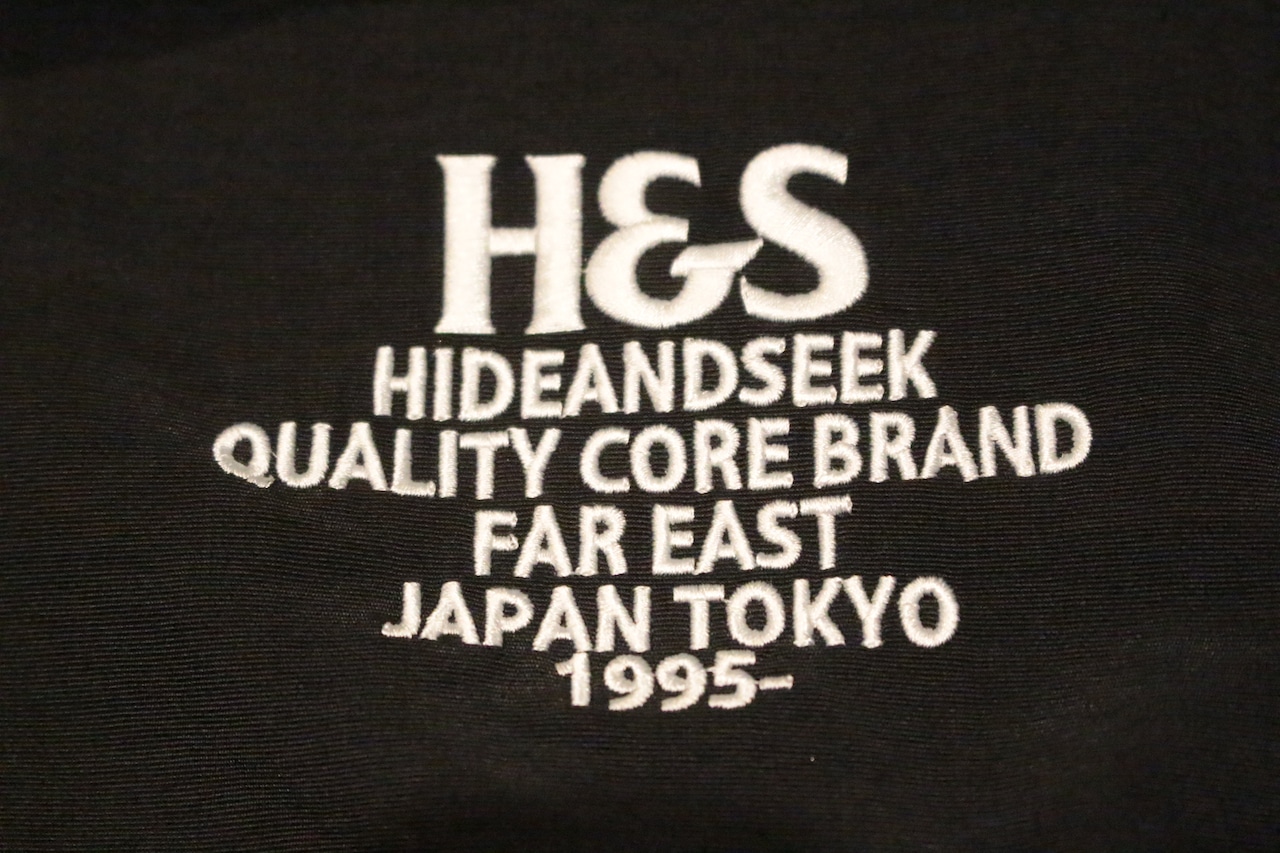 H&S
HIDEANDSEEK
QUALITY CORE BRAND
FAR EAST
JAPAN TOKYO
1995-